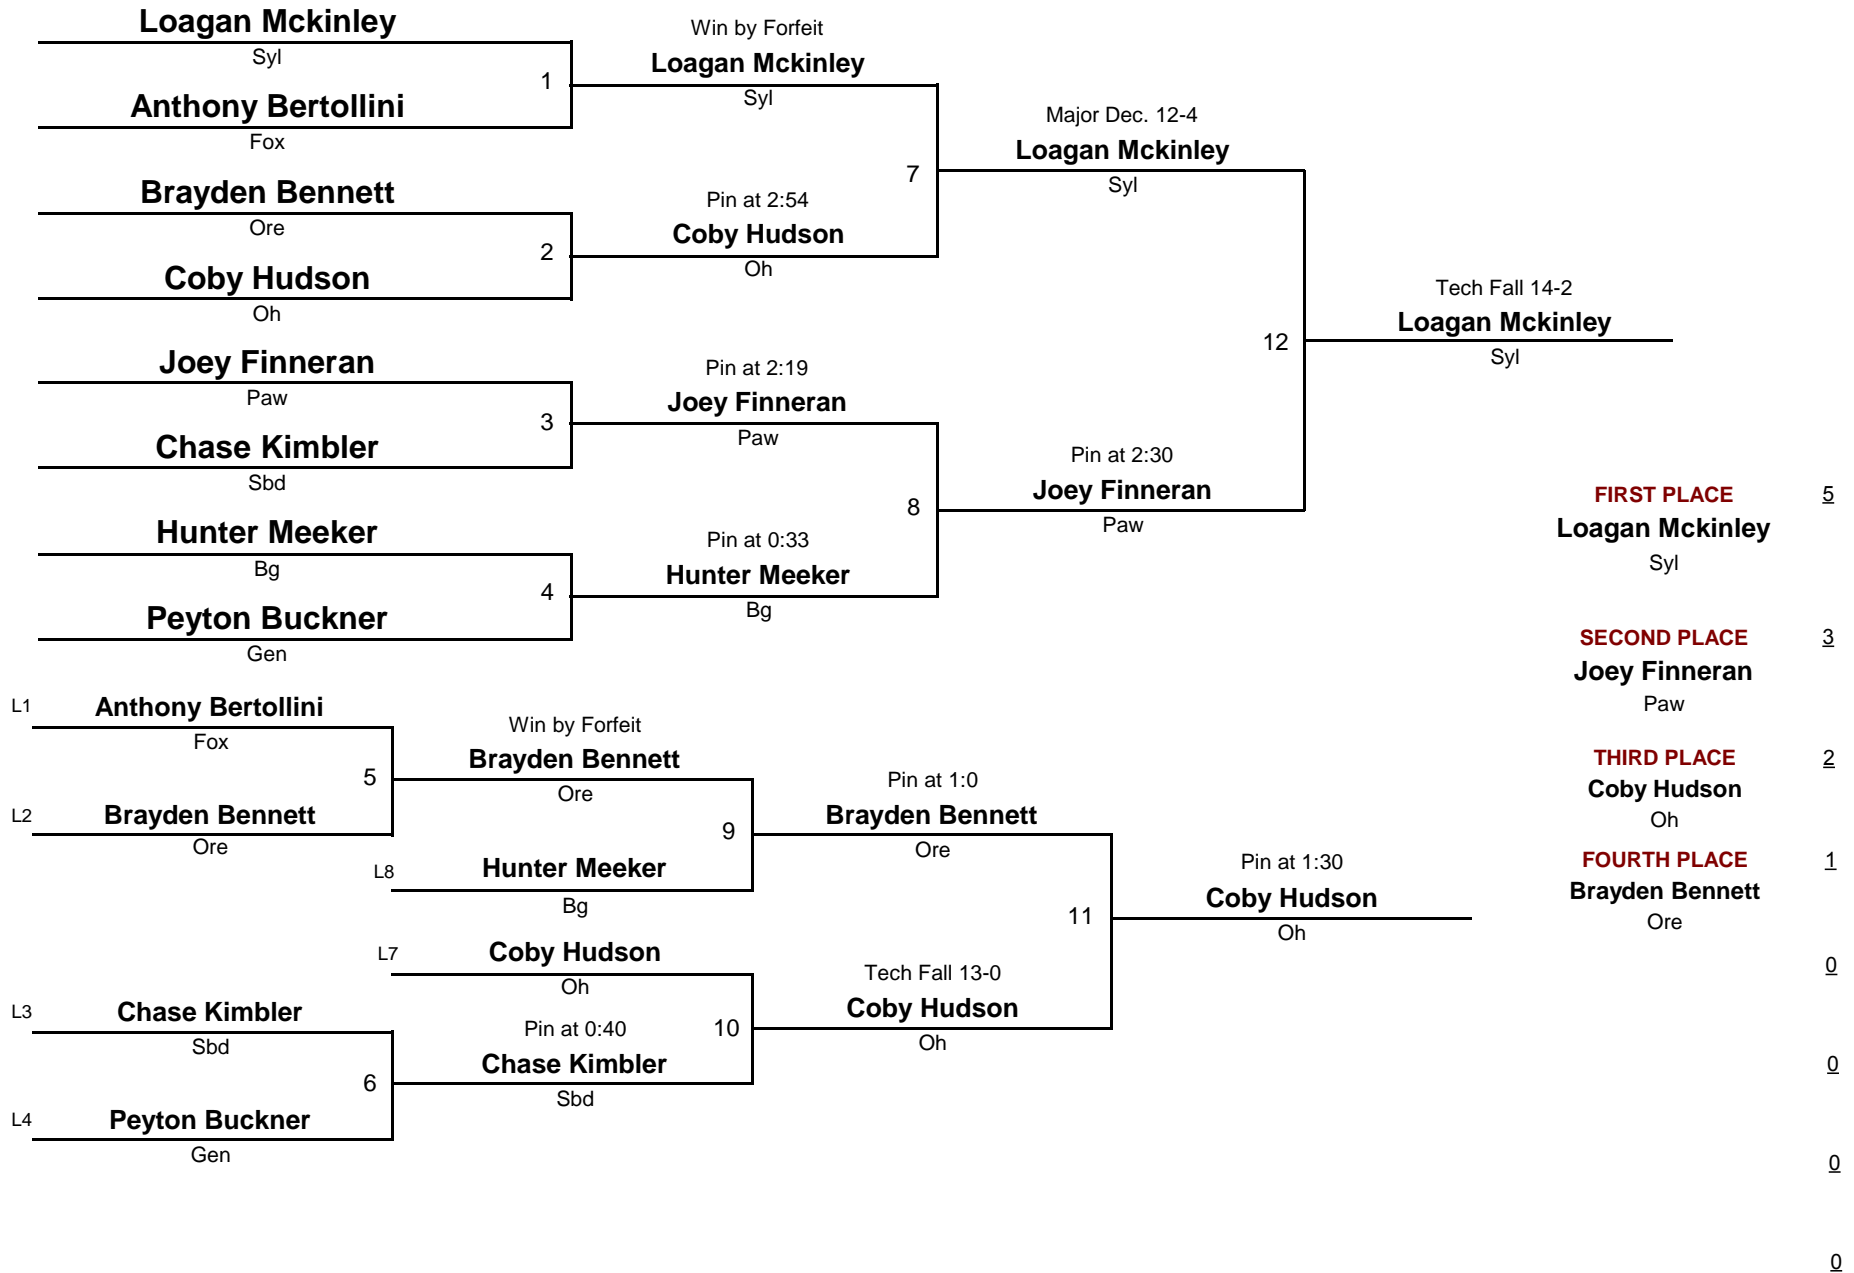 Loagan Mckinley
Syl
1
Anthony Bertollini
Fox
Brayden Bennett
Ore
2
Coby Hudson
Oh
Joey Finneran
Paw
3
Chase Kimbler
Sbd
Hunter Meeker
Bg
4
Peyton Buckner
Gen
Win by Forfeit
Loagan Mckinley
Syl
7
Pin at 2:54
Coby Hudson
Oh
Pin at 2:19
Joey Finneran
Paw
8
Pin at 0:33
Hunter Meeker
Bg
Major Dec. 12-4
Loagan Mckinley
Syl
12
Pin at 2:30
Joey Finneran
Paw
Tech Fall 14-2
Loagan Mckinley
Syl
L1 Anthony Bertollini
Fox
5
L2 Brayden Bennett
Ore
L3 Chase Kimbler
Sbd
6
L4 Peyton Buckner
Gen
Win by Forfeit
Brayden Bennett
Ore
9
L8 Hunter Meeker
Bg
L7 Coby Hudson
Oh
10
Pin at 0:40
Chase Kimbler
Sbd
Pin at 1:0
Brayden Bennett
Ore
11
Tech Fall 13-0
Coby Hudson
Oh
Pin at 1:30
Coby Hudson
Oh
FIRST PLACE 5
Loagan Mckinley
Syl
SECOND PLACE 3
Joey Finneran
Paw
THIRD PLACE 2
Coby Hudson
Oh
FOURTH PLACE 1
Brayden Bennett
Ore
0
0
0
0